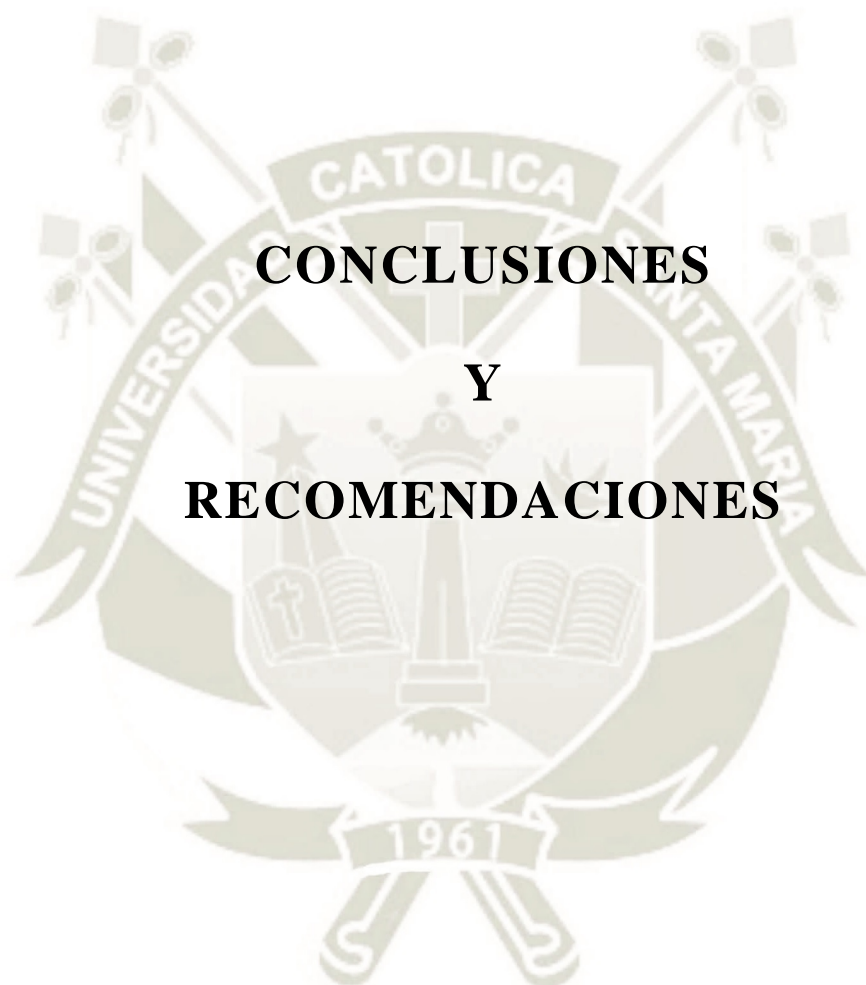 UNIVERSIDAD CATOLICA SANTA MARIA
CONCLUSIONES
Y
RECOMENDACIONES
1961